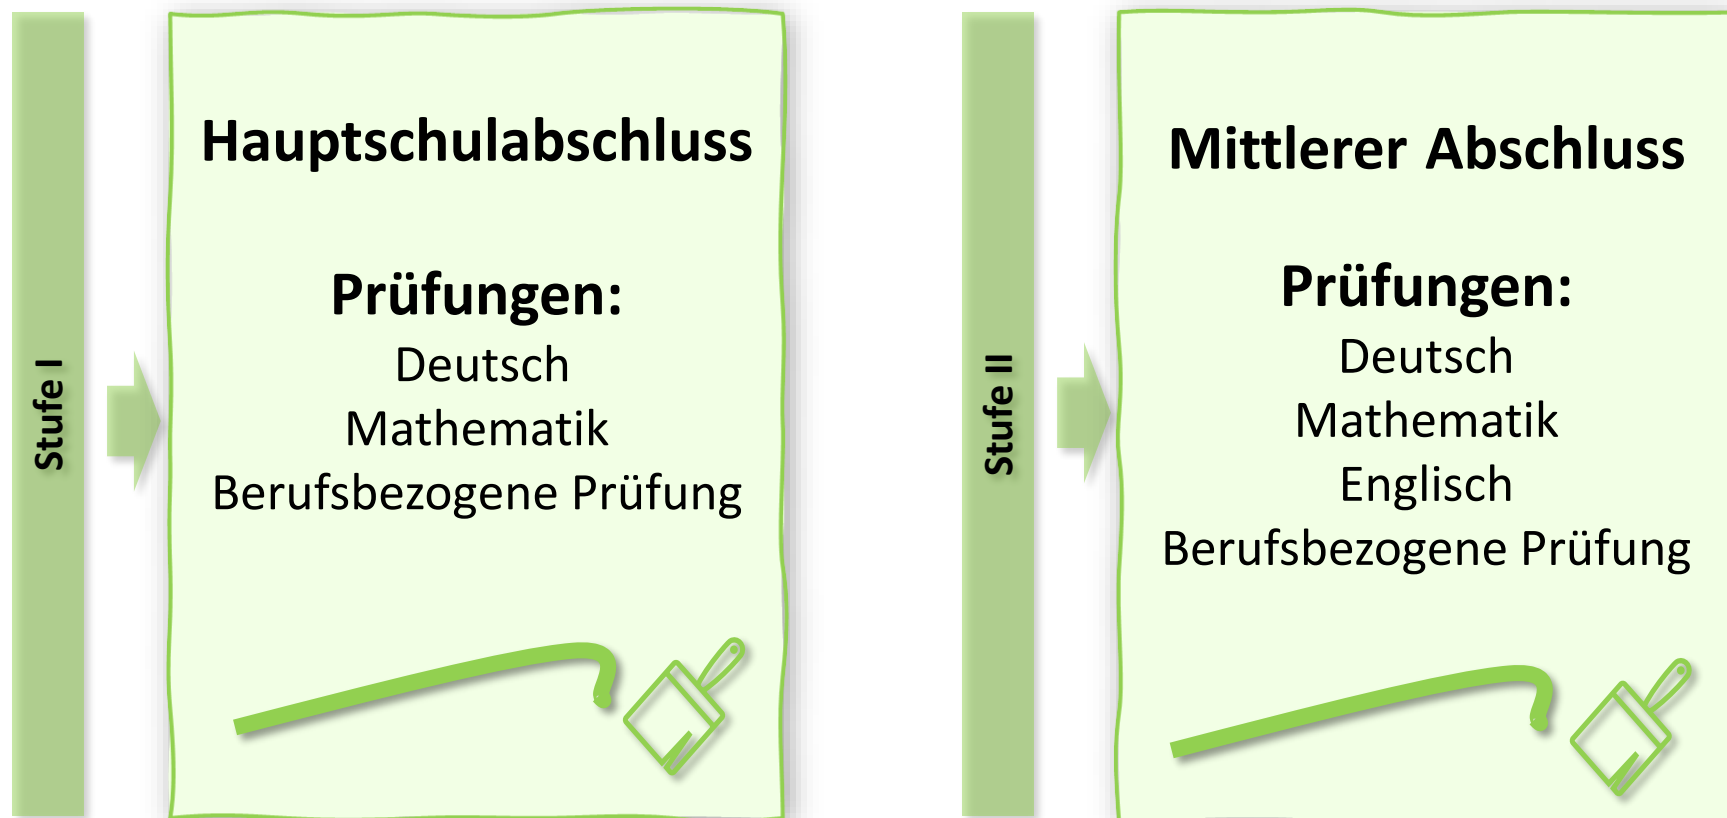 Stufe I
Hauptschulabschluss
Prüfungen:
Deutsch
Mathematik
Berufsbezogene Prüfung
Stufe II
Mittlerer Abschluss
Prüfungen:
Deutsch
Mathematik
Englisch
Berufsbezogene Prüfung